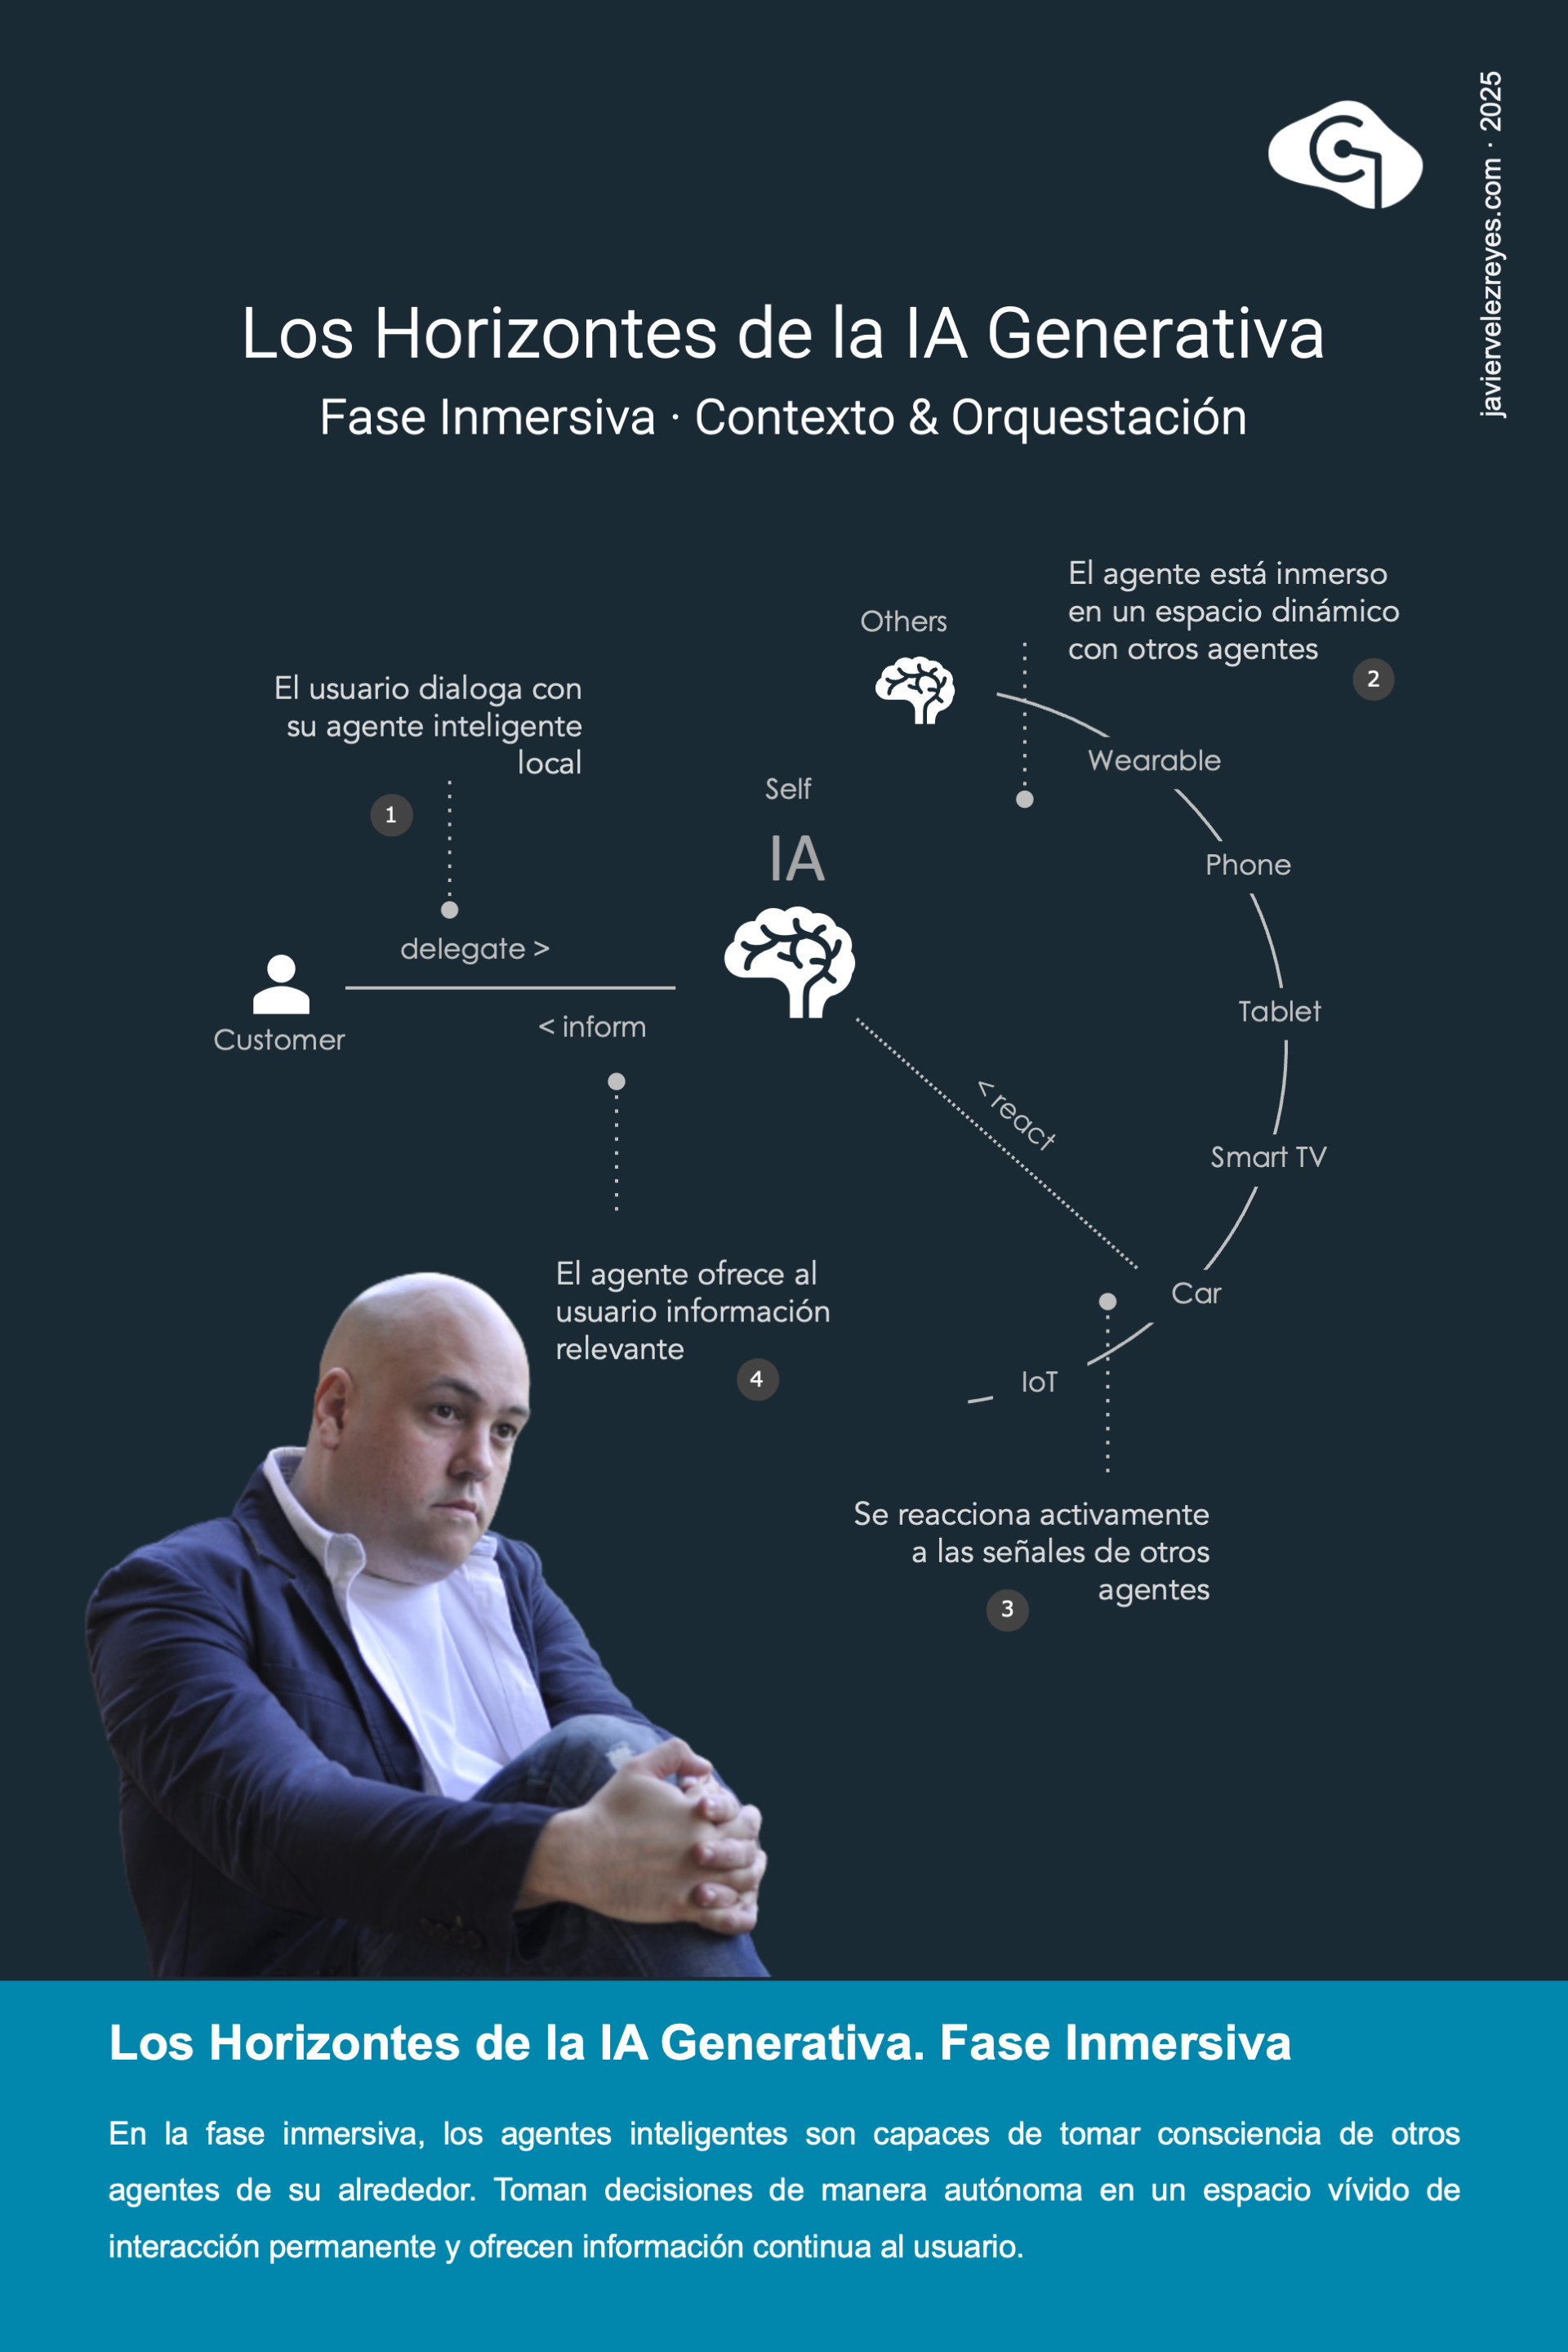 javiervelezreyes.com · 2025
Los Horizontes de la IA Generativa
Fase Inmersiva · Contexto & Orquestación
El agente está inmerso
en un espacio dinámico
con otros agentes
2
Others
El usuario dialoga con
su agente inteligente
local
1
Wearable
Self
IA
Phone
delegate >
Customer
< inform
Tablet
< react
Smart TV
Car
El agente ofrece al
usuario información
relevante
4
IoT
Se reacciona activamente
a las señales de otros
agentes
3
Los Horizontes de la IA Generativa. Fase Inmersiva
En la fase inmersiva, los agentes inteligentes son capaces de tomar consciencia de otros
agentes de su alrededor. Toman decisiones de manera autónoma en un espacio vívido de
interacción permanente y ofrecen información continua al usuario.